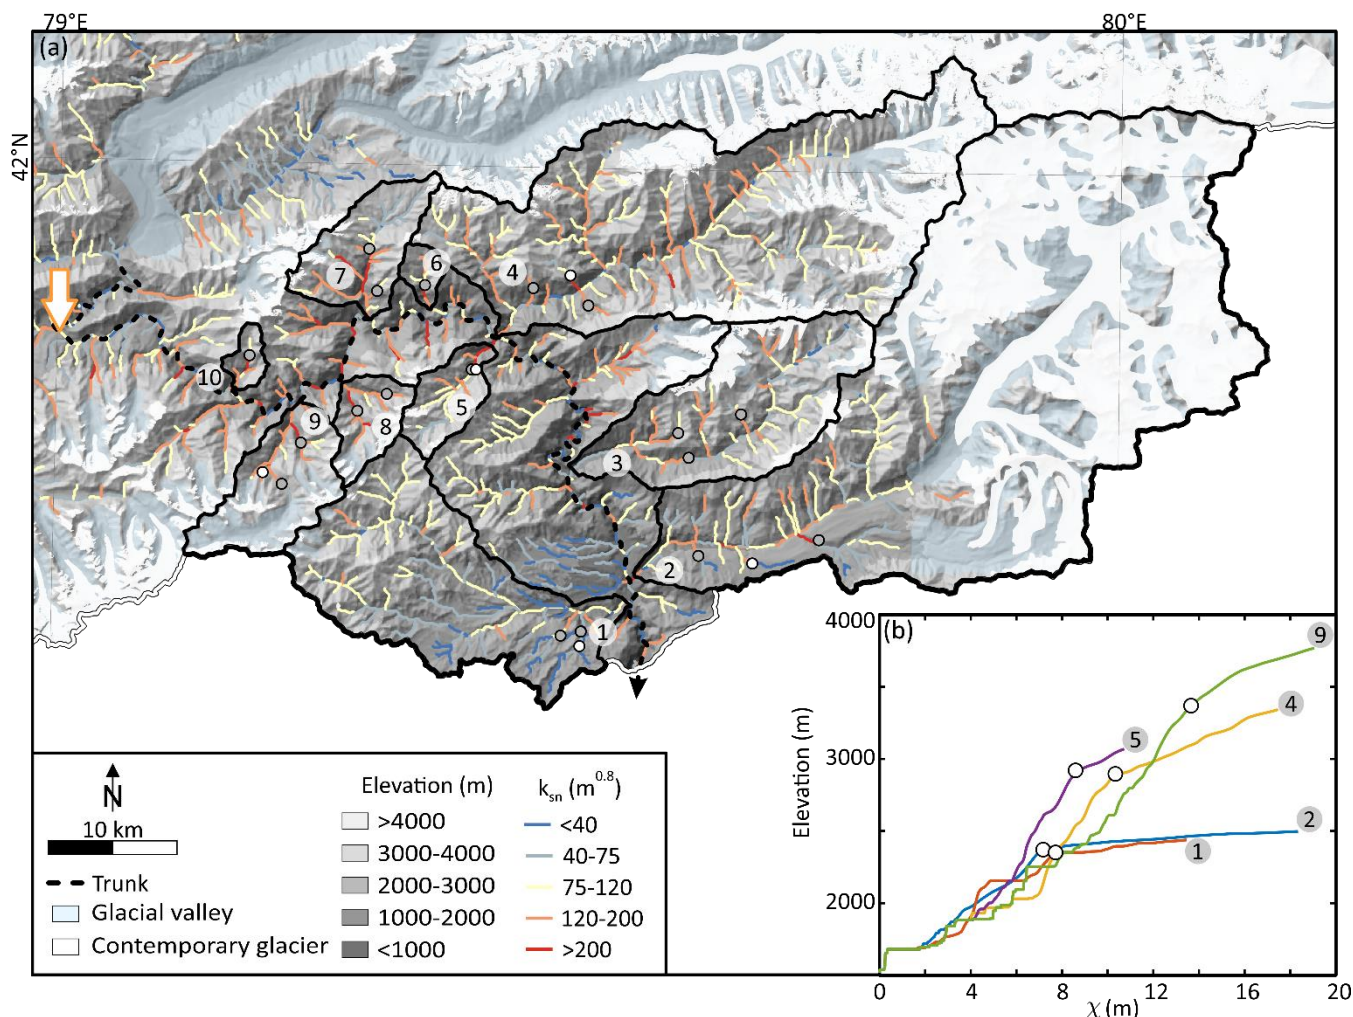 79°E
80°E
(a)
42°N
7
6
4
10
9
8
5
3
2
1
N
10 km
Trunk
Glacial valley
Contemporary glacier
Elevation (m)
>4000
3000-4000
2000-3000
1000-2000
<1000
k_sn (m^0.8)
<40
40-75
75-120
120-200
>200
(b)
4000
3000
2000
Elevation (m)
9
4
5
2
1
0
4
8
12
16
20
χ (m)